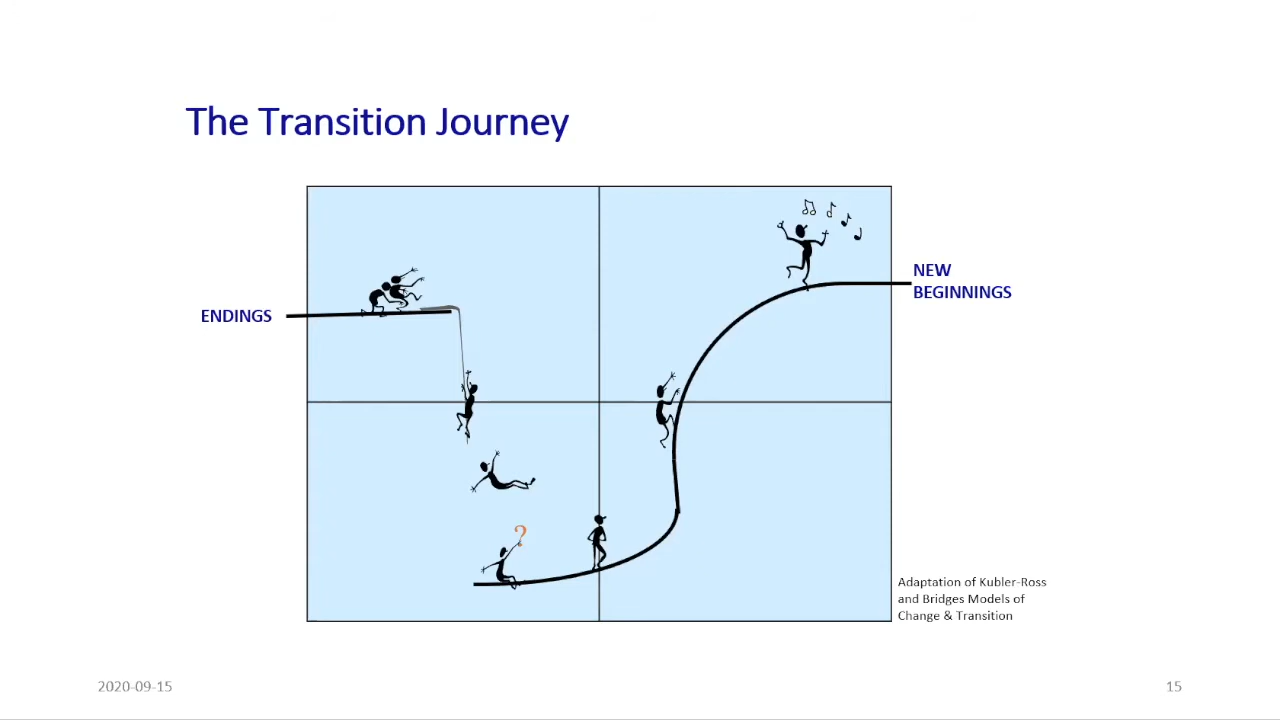 The Transition Journey
ENDINGS
NEW
BEGINNINGS
?
Adaptation of Kubler-Ross
and Bridges Models of
Change & Transition
2020-09-15
15